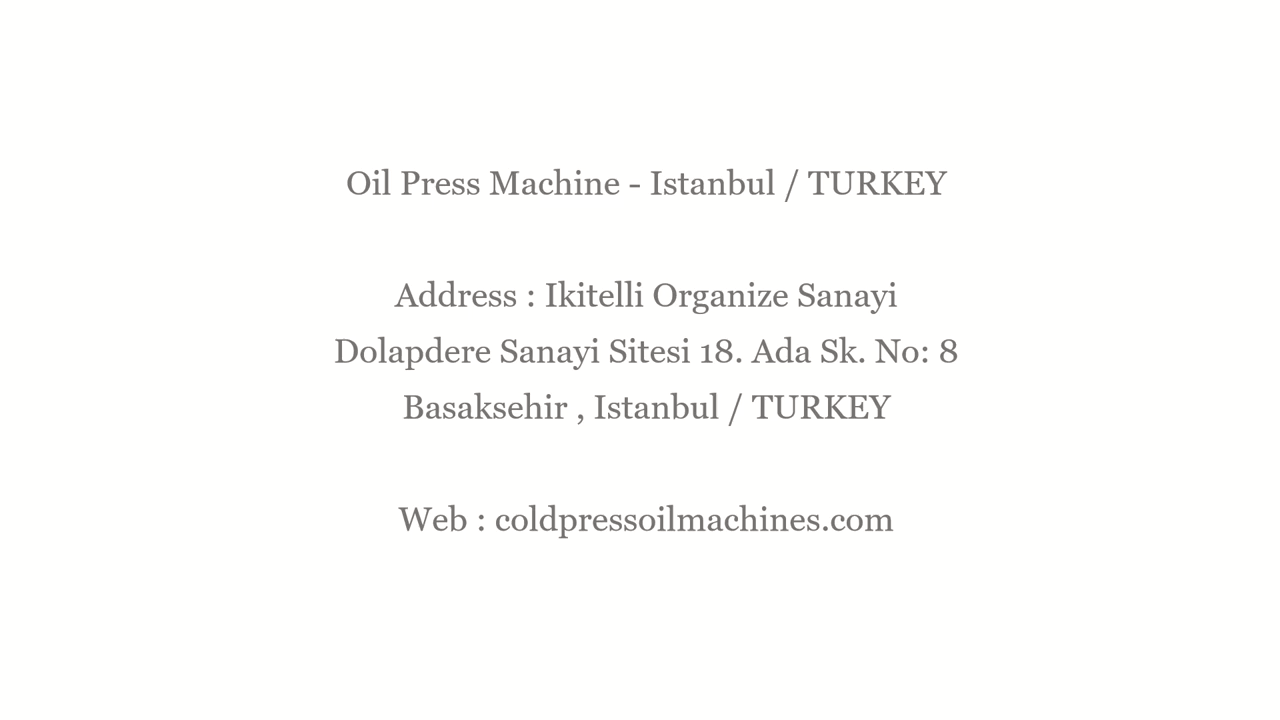 Oil Press Machine - Istanbul / TURKEY
Address : Ikitelli Organize Sanayi
Dolapdere Sanayi Sitesi 18. Ada Sk. No: 8
Basaksehir , Istanbul / TURKEY
Web : coldpressoilmachines.com